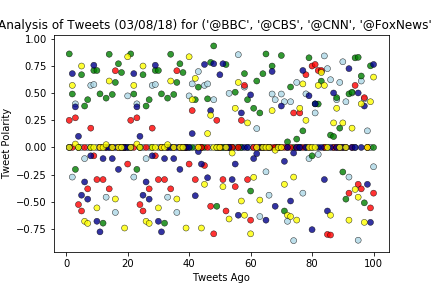 Analysis of Tweets (03/08/18) for ('@BBC', '@CBS', '@CNN', '@FoxNews'
1.00
0.75
0.50
0.25
0.00
−0.25
−0.50
−0.75
Tweet Polarity
0 20 40 60 80 100
Tweets Ago